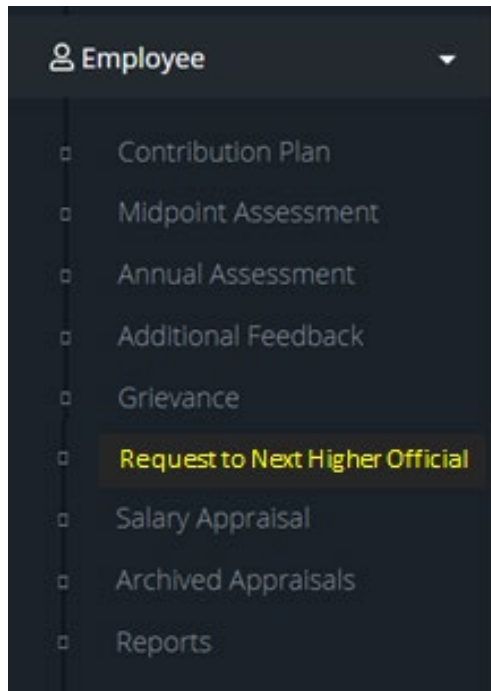 Employee
Contribution Plan
Midpoint Assessment
Annual Assessment
Additional Feedback
Grievance
Request to Next Higher Official
Salary Appraisal
Archived Appraisals
Reports